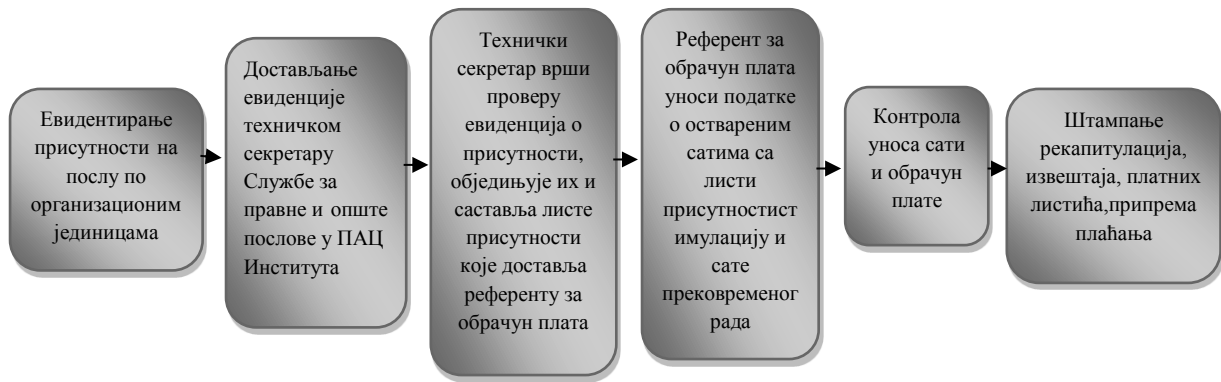 Евидентирање
присутности на
послу по
организационим
јединицама
Достављање
евиденције
техничком
секретару
Службе за
правне и опште
послове у ПАЦ
Института
Технички
секретар врши
проверу
евиденција о
присутности,
обједињује их и
саставља листе
присутности
које доставља
референту за
обрачун плата
Референт за
обрачун плата
уноси податке
о оствареним
сатима са
листи
присутностист
имулацију и
сате
прековременог
рада
Контрола
уноса сати
и обрачун
плате
Штампање
рекапитулација,
извештаја, платних
листића,припрема
плаћања